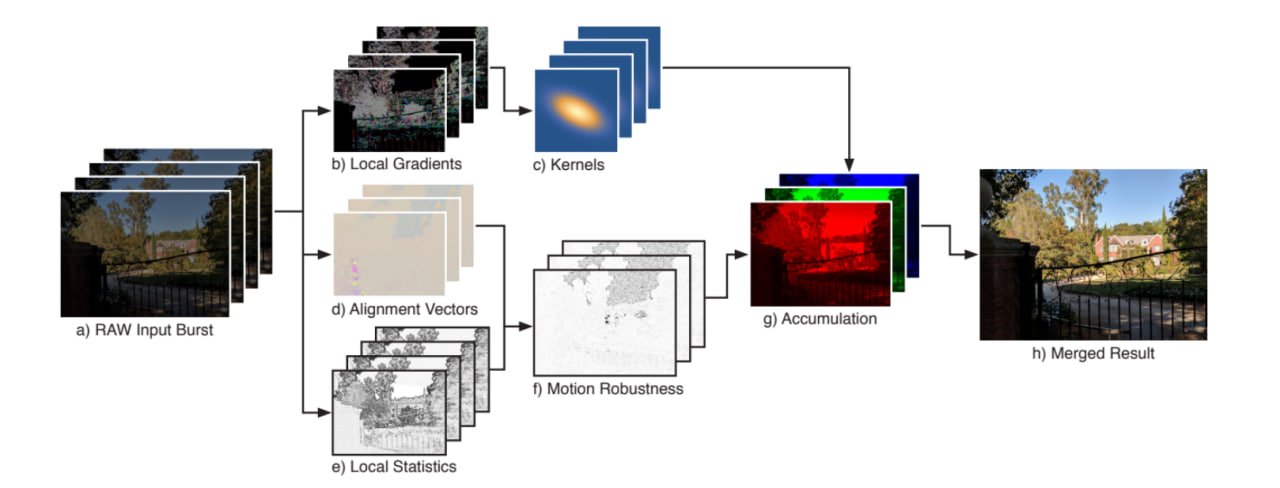 a) RAW Input Burst
b) Local Gradients
c) Kernels
d) Alignment Vectors
e) Local Statistics
f) Motion Robustness
g) Accumulation
h) Merged Result